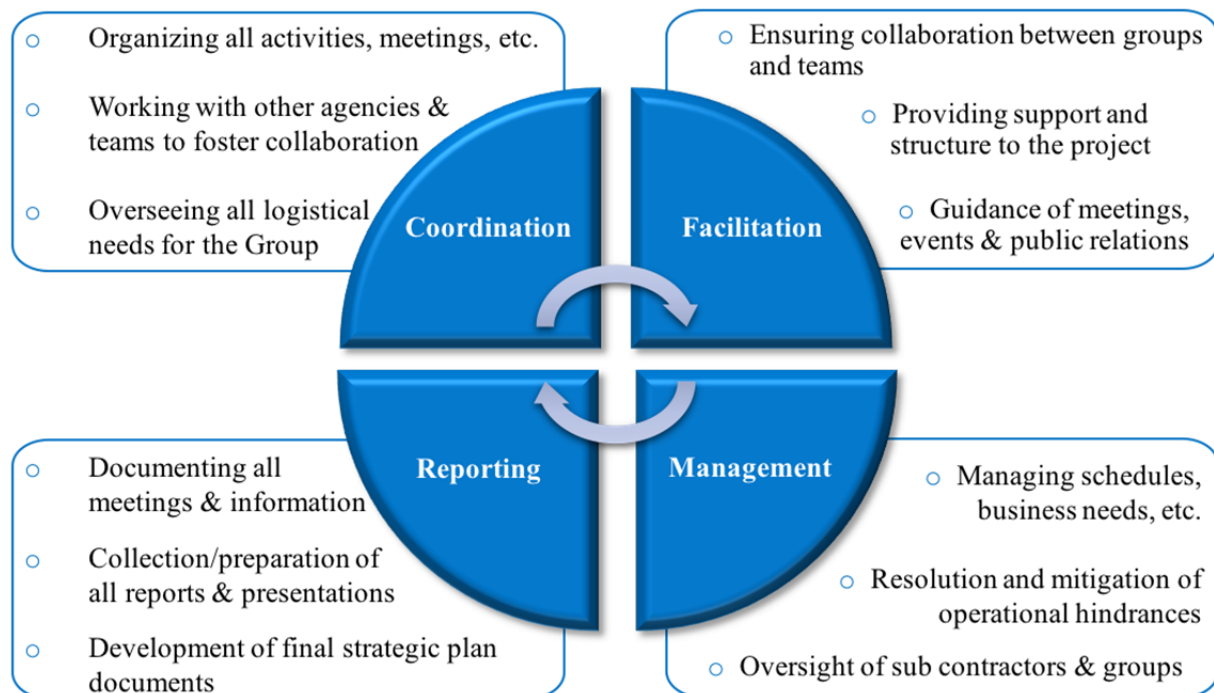 ○ Organizing all activities, meetings, etc.
○ Working with other agencies &
teams to foster collaboration
○ Overseeing all logistical
needs for the Group
○ Ensuring collaboration between groups
and teams
○ Providing support and
structure to the project
○ Guidance of meetings,
events & public relations
Coordination
Facilitation
Reporting
Management
○ Documenting all
meetings & information
○ Collection/preparation of
all reports & presentations
○ Development of final strategic plan
documents
○ Managing schedules,
business needs, etc.
○ Resolution and mitigation of
operational hindrances
○ Oversight of sub contractors & groups